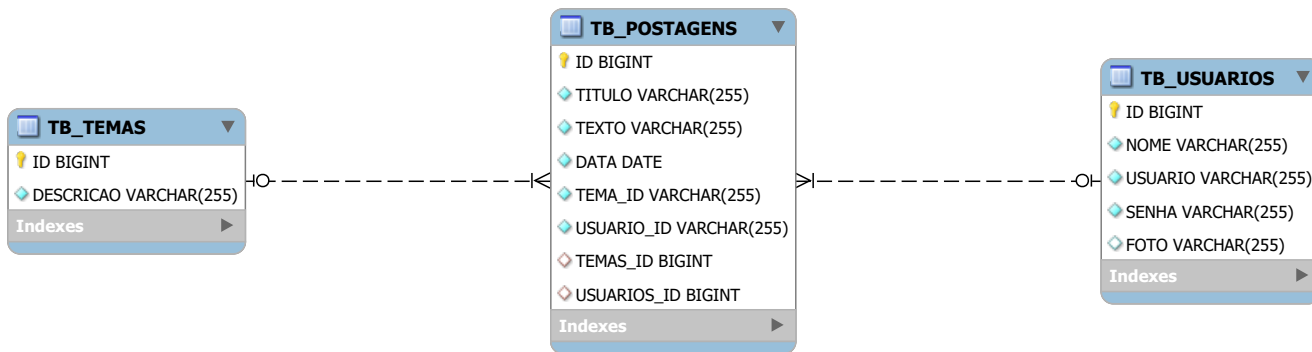 TB_TEMAS
ID BIGINT
DESCRICAO VARCHAR(255)
Indexes
TB_POSTAGENS
ID BIGINT
TITULO VARCHAR(255)
TEXTO VARCHAR(255)
DATA DATE
TEMA_ID VARCHAR(255)
USUARIO_ID VARCHAR(255)
TEMAS_ID BIGINT
USUARIOS_ID BIGINT
Indexes
TB_USUARIOS
ID BIGINT
NOME VARCHAR(255)
USUARIO VARCHAR(255)
SENHA VARCHAR(255)
FOTO VARCHAR(255)
Indexes